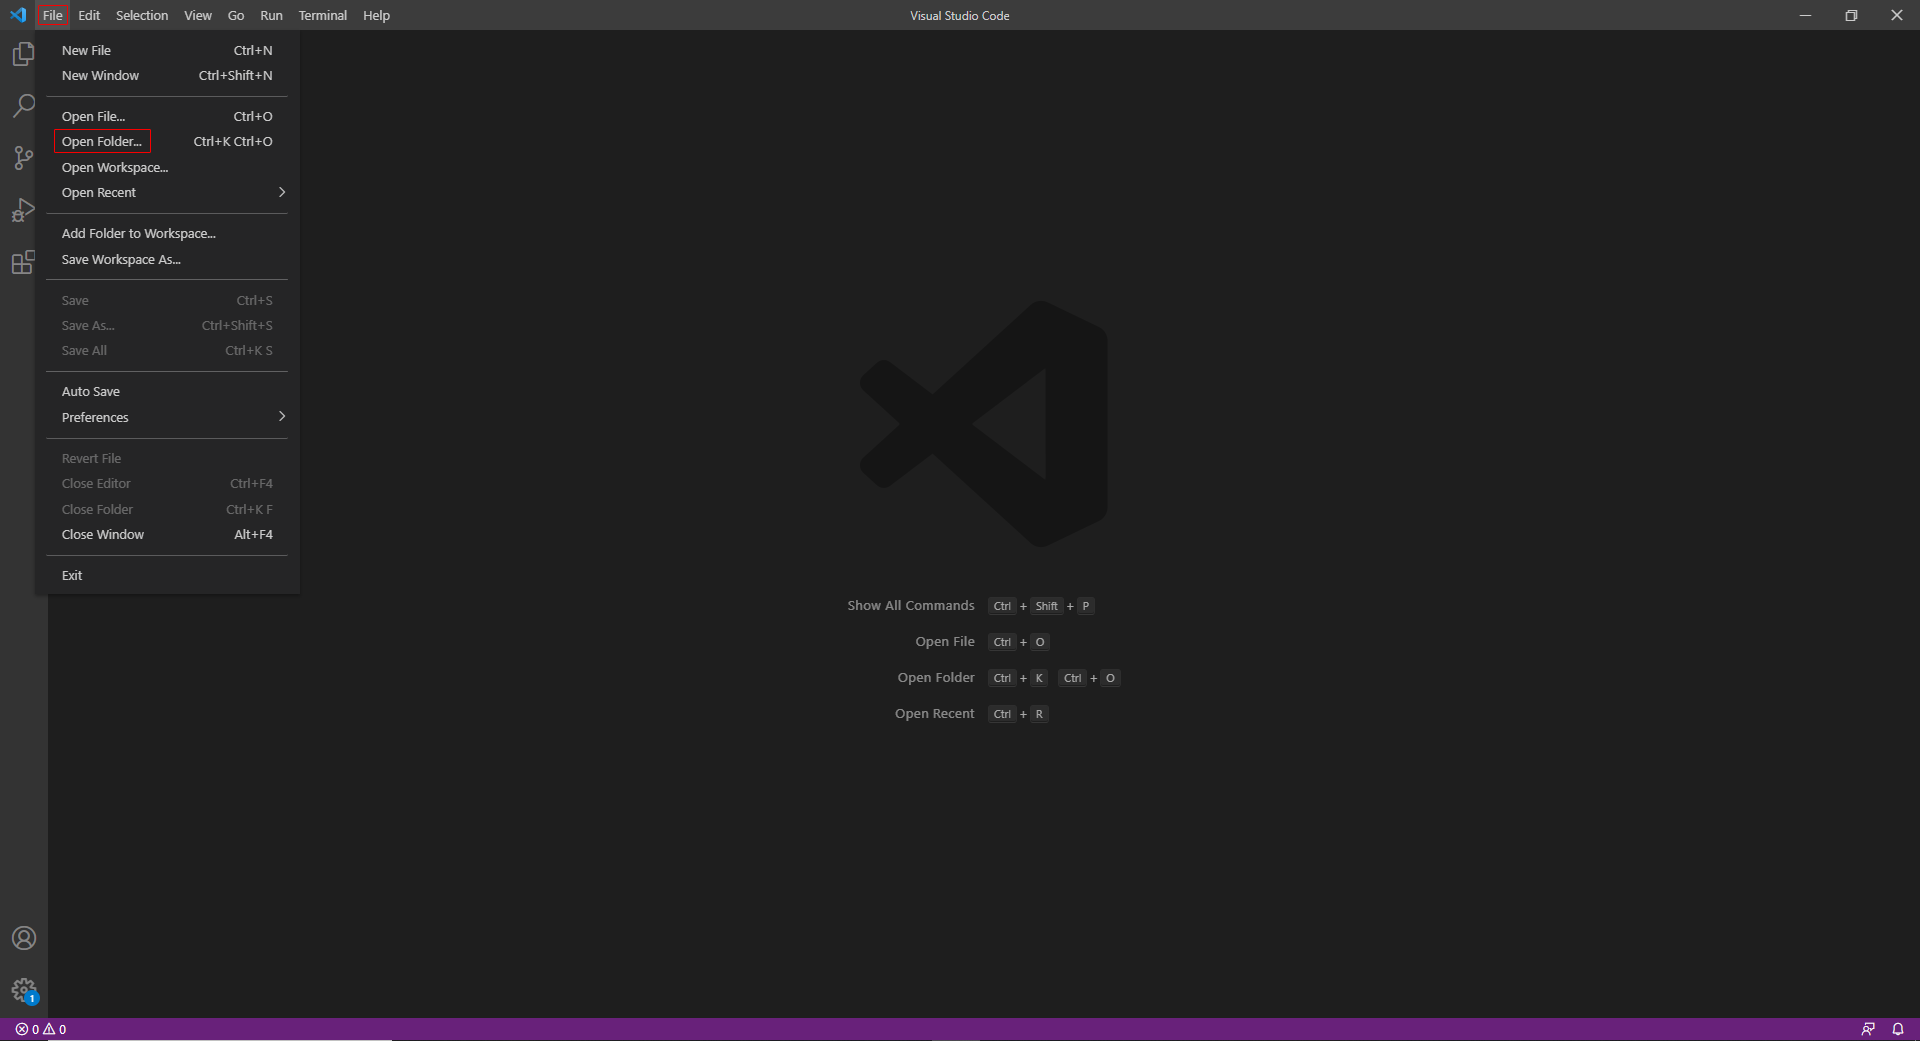 File Edit Selection View Go Run Terminal Help Visual Studio Code
New File Ctrl+N
New Window Ctrl+Shift+N
Open File... Ctrl+O
Open Folder... Ctrl+K Ctrl+O
Open Workspace...
Open Recent
Add Folder to Workspace...
Save Workspace As...
Save Ctrl+S
Save As... Ctrl+Shift+S
Save All Ctrl+K S
Auto Save
Preferences
Revert File
Close Editor Ctrl+F4
Close Folder Ctrl+K F
Close Window Alt+F4
Exit
Show All Commands Ctrl + Shift + P
Open File Ctrl + O
Open Folder Ctrl + K Ctrl + O
Open Recent Ctrl + R
1
0 0